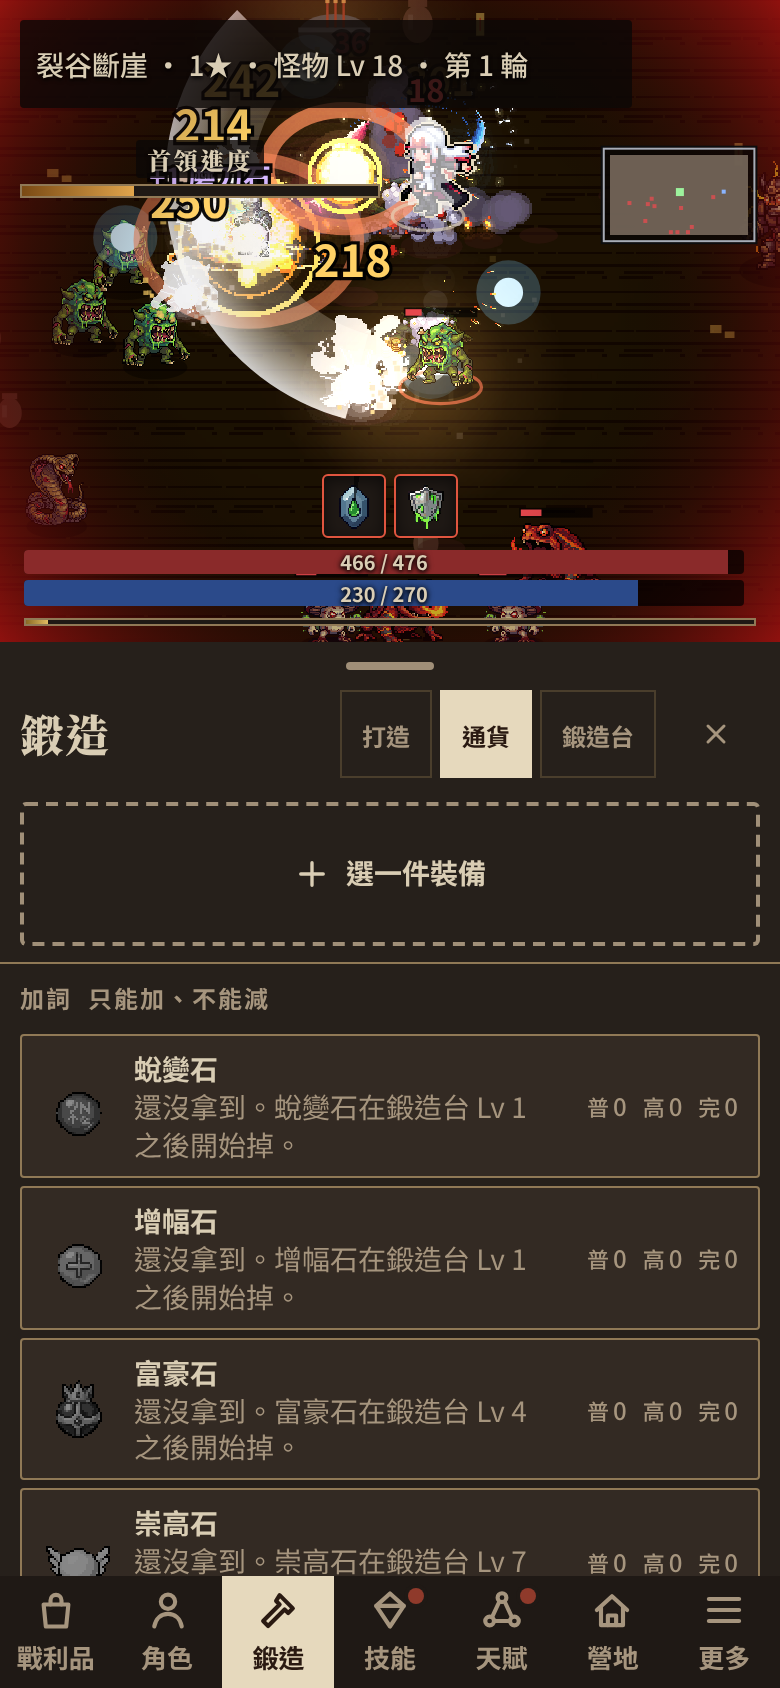 裂谷斷崖 · 1★ · 怪物 Lv 18 · 第 1 輪
36
242
18
214
首領進度
250
218
466 / 476
230 / 270
鍛造
打造
通貨
鍛造台
×
+ 選一件裝備
加詞 只能加、不能減
蛻變石
還沒拿到。蛻變石在鍛造台 Lv 1
之後開始掉。
普0 高0 完0
增幅石
還沒拿到。增幅石在鍛造台 Lv 1
之後開始掉。
普0 高0 完0
富豪石
還沒拿到。富豪石在鍛造台 Lv 4
之後開始掉。
普0 高0 完0
崇高石
還沒拿到。崇高石在鍛造台 Lv 7
普0 高0 完0
戰利品
角色
鍛造
技能
天賦
營地
更多